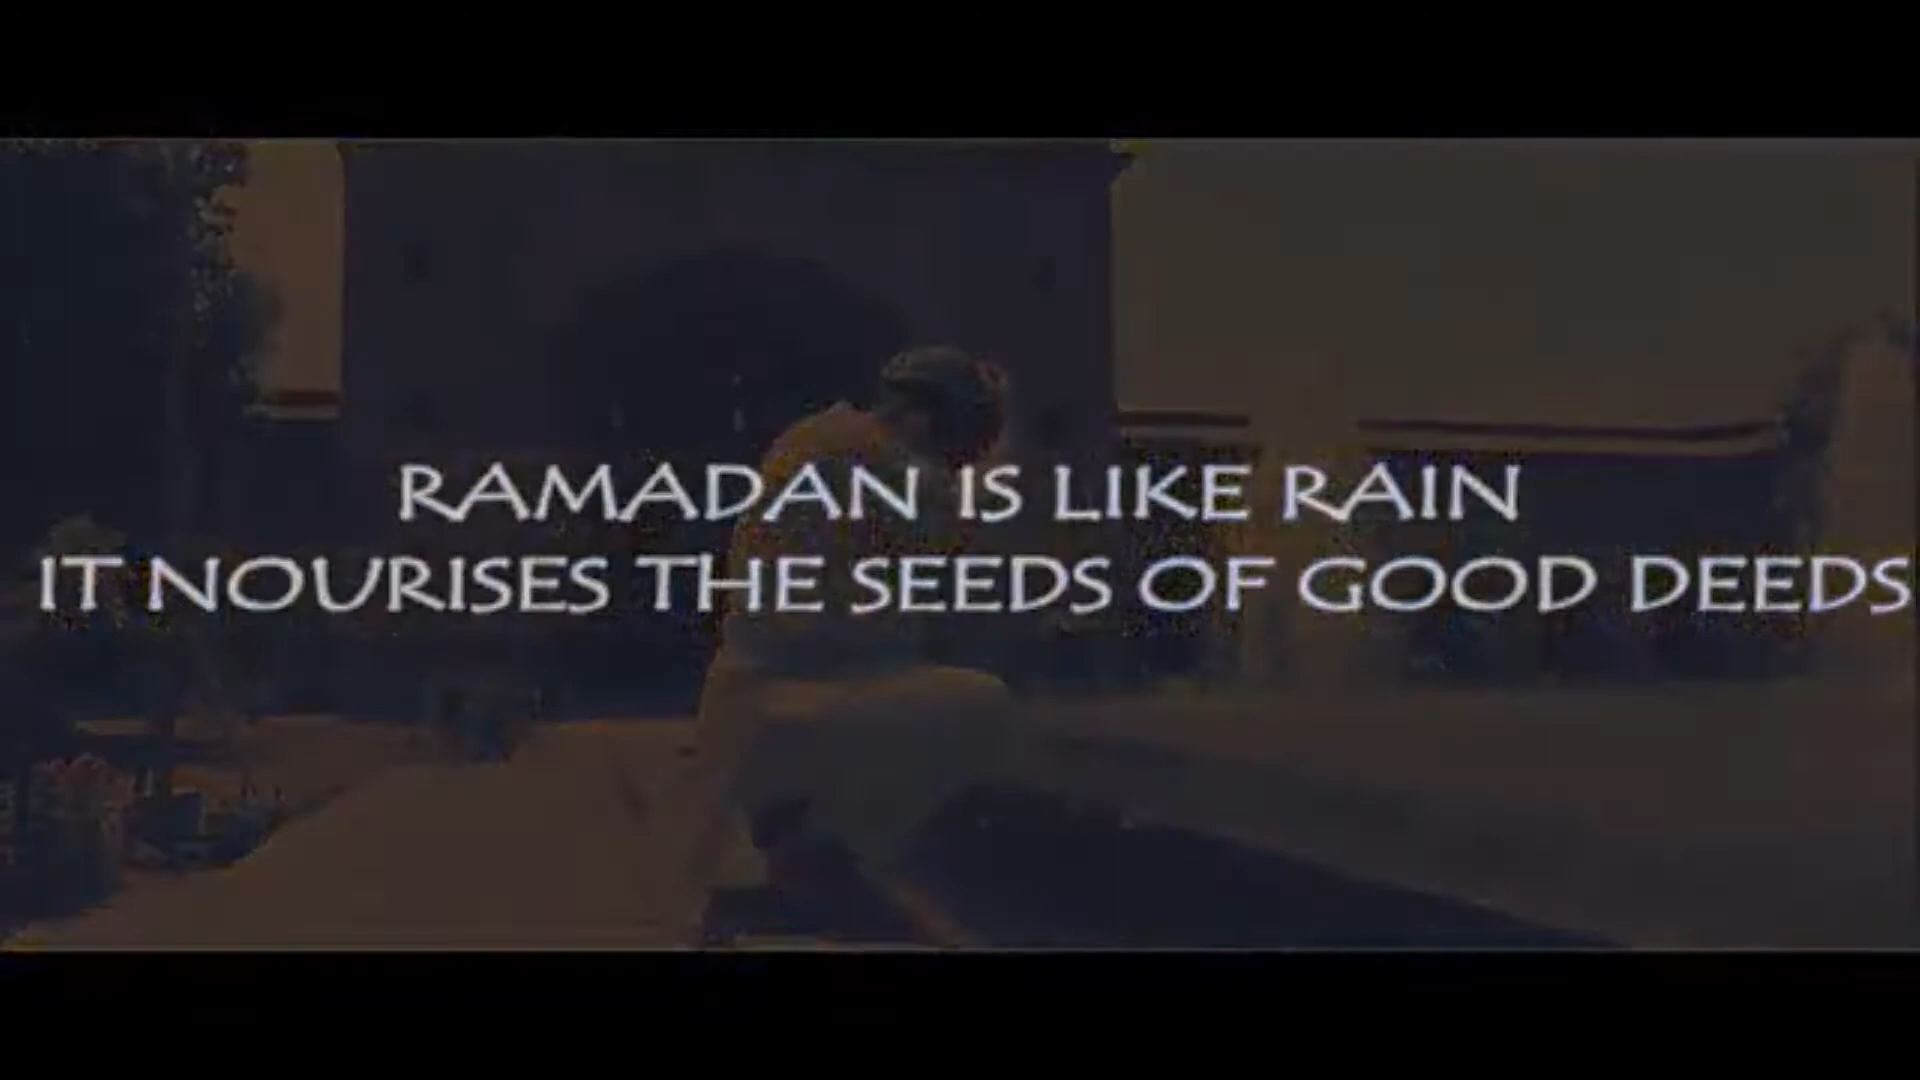 RAMADAN IS LIKE RAIN
IT NOURISES THE SEEDS OF GOOD DEEDS